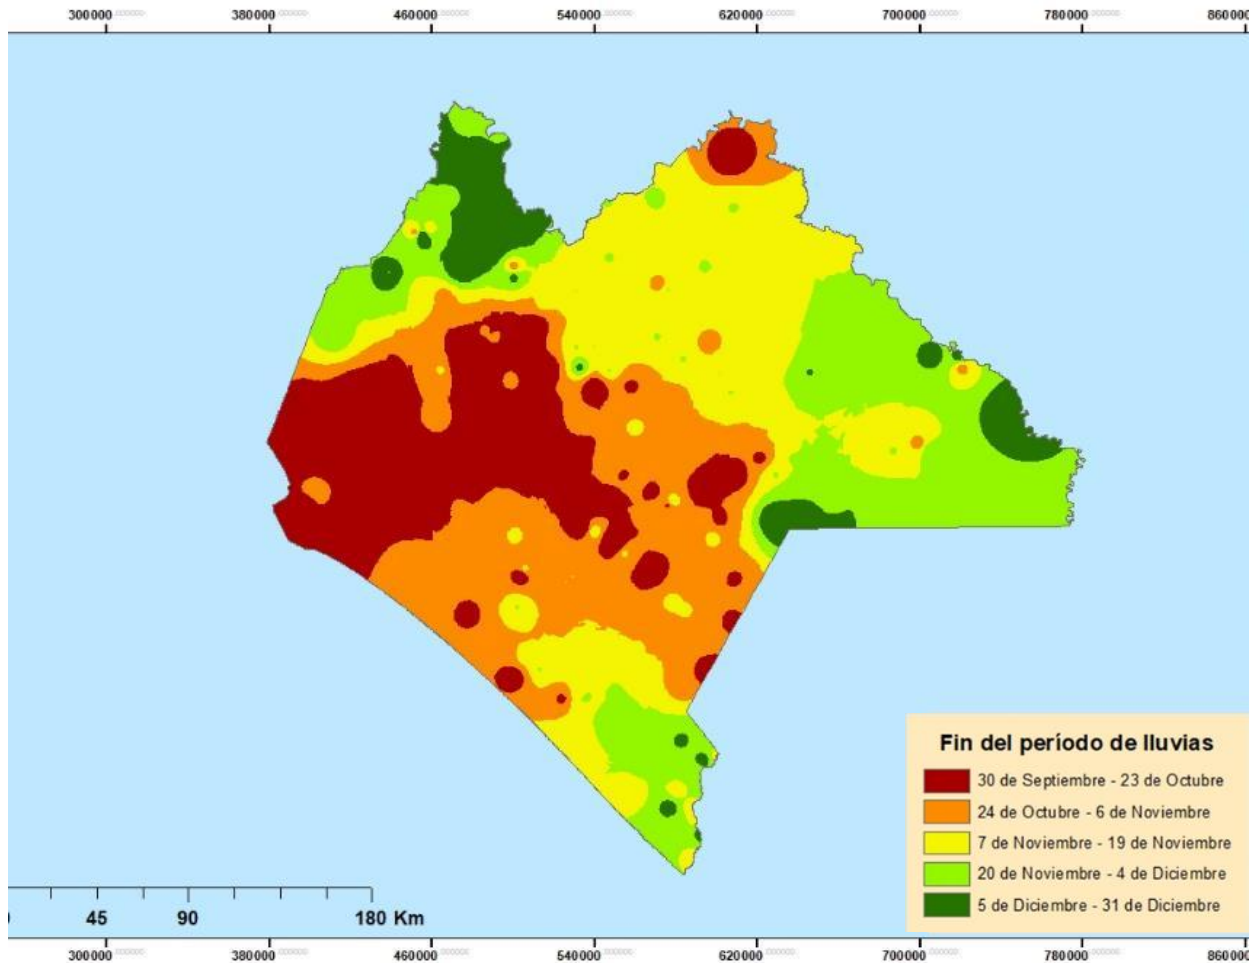 300000 380000 460000 540000 620000 700000 780000 860000
Fin del período de lluvias
30 de Septiembre - 23 de Octubre
24 de Octubre - 6 de Noviembre
7 de Noviembre - 19 de Noviembre
20 de Noviembre - 4 de Diciembre
5 de Diciembre - 31 de Diciembre
45 90 180 Km
300000 380000 460000 540000 620000 700000 780000 860000